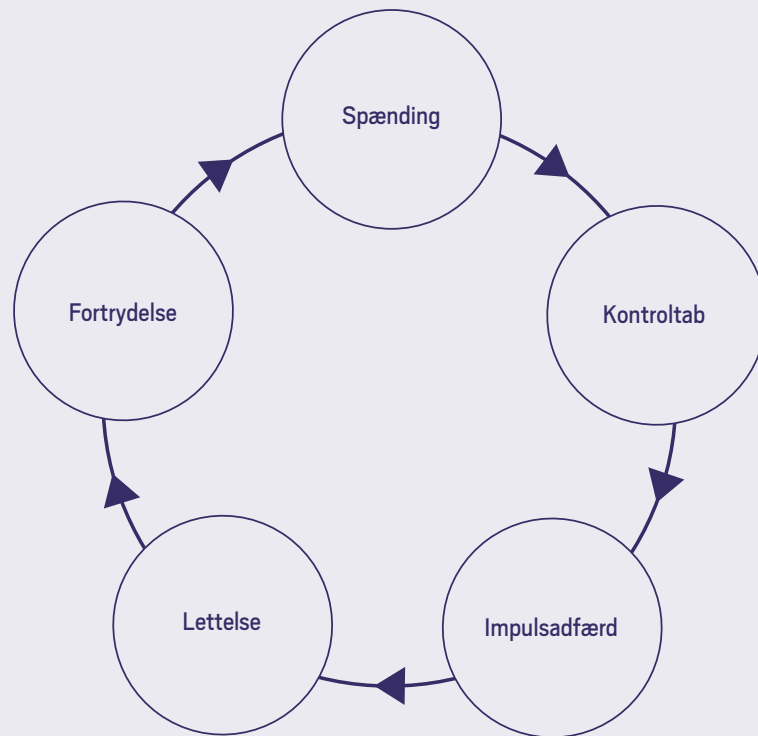 Spænding
Kontroltab
Impulsadfærd
Lettelse
Fortrydelse